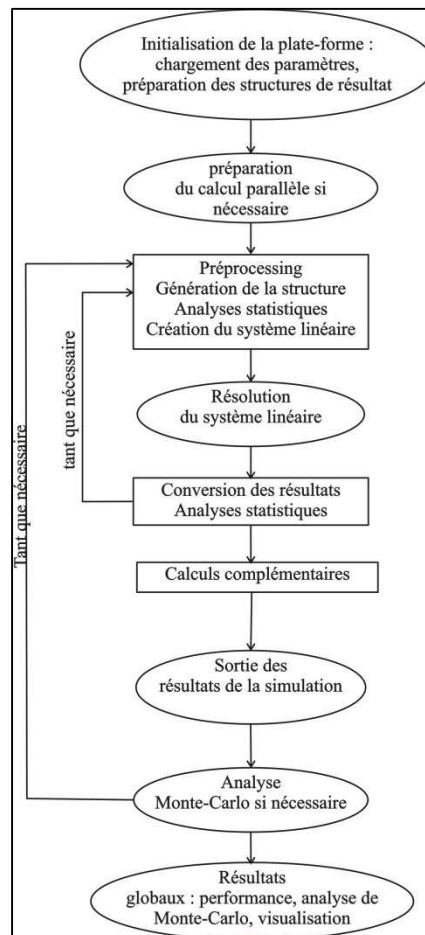 Initialisation de la plate-forme :
chargement des paramètres,
préparation des structures de résultat
préparation
du calcul parallèle si
nécessaire
Préprocessing
Génération de la structure
Analyses statistiques
Création du système linéaire
Résolution
du système linéaire
Conversion des résultats
Analyses statistiques
tant que nécessaire
Calculs complémentaires
Sortie des
résultats de la simulation
Analyse
Monte-Carlo si nécessaire
Tant que nécessaire
Résultats
globaux : performance, analyse de
Monte-Carlo, visualisation